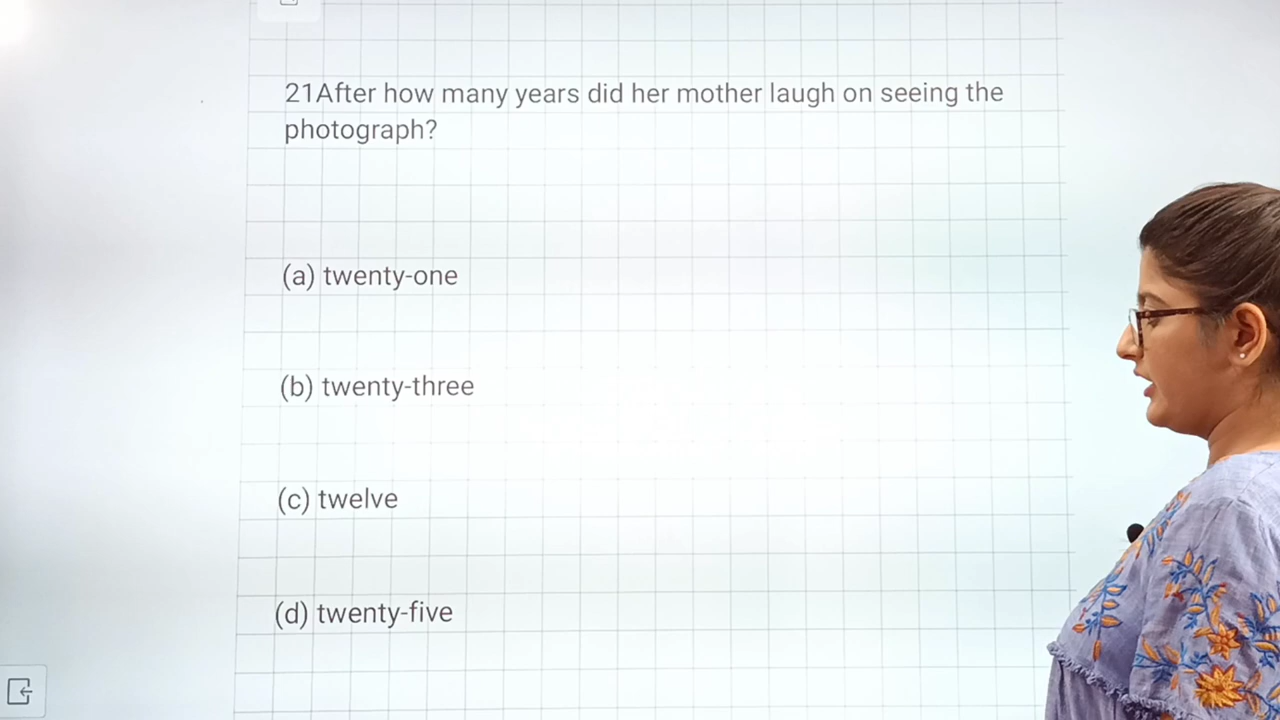 21After how many years did her mother laugh on seeing the
photograph?
(a) twenty-one
(b) twenty-three
(c) twelve
(d) twenty-five